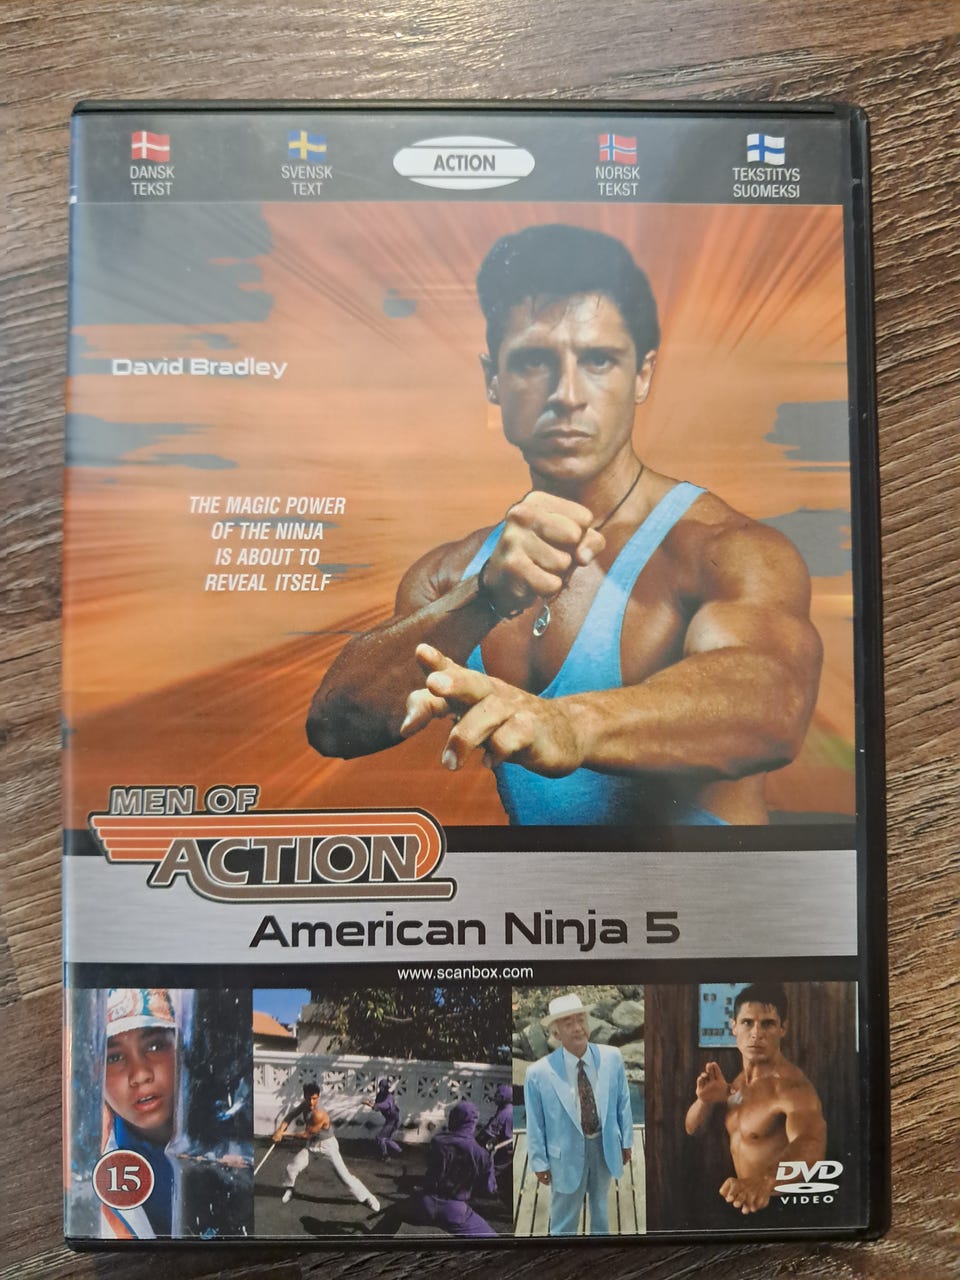 DANSK
TEKST
SVENSK
TEXT
ACTION
NORSK
TEKST
TEKSTITYS
SUOMEKSI
David Bradley
THE MAGIC POWER
OF THE NINJA
IS ABOUT TO
REVEAL ITSELF
MEN OF
ACTION
American Ninja 5
www.scanbox.com
15
DVD
VIDEO